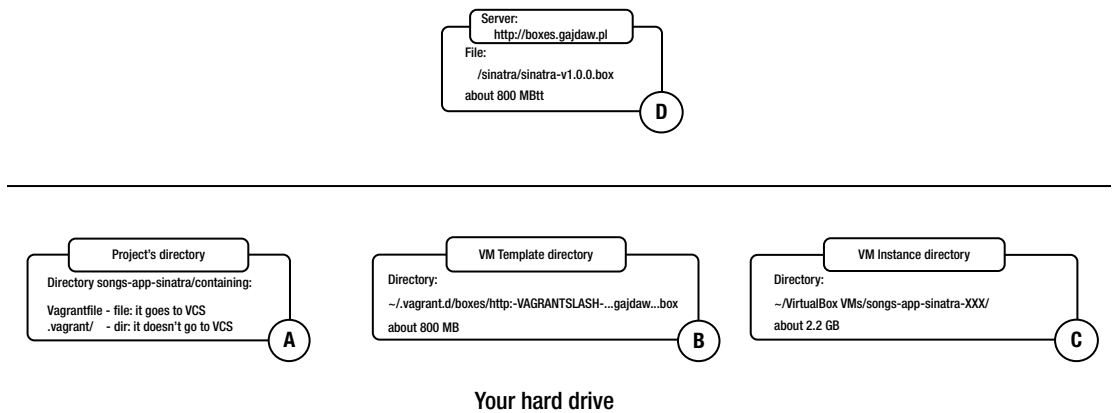 Server:
http://boxes.gajdaw.pl
File:
/sinatra/sinatra-v1.0.0.box
about 800 MBtt
D
Project's directory
Directory songs-app-sinatra/containing:
Vagrantfile - file: it goes to VCS
.vagrant/ - dir: it doesn't go to VCS
A
VM Template directory
Directory:
~/.vagrant.d/boxes/http:-VAGRANTSLASH-...gajdaw...box
about 800 MB
B
VM Instance directory
Directory:
~/VirtualBox VMs/songs-app-sinatra-XXX/
about 2.2 GB
C
Your hard drive